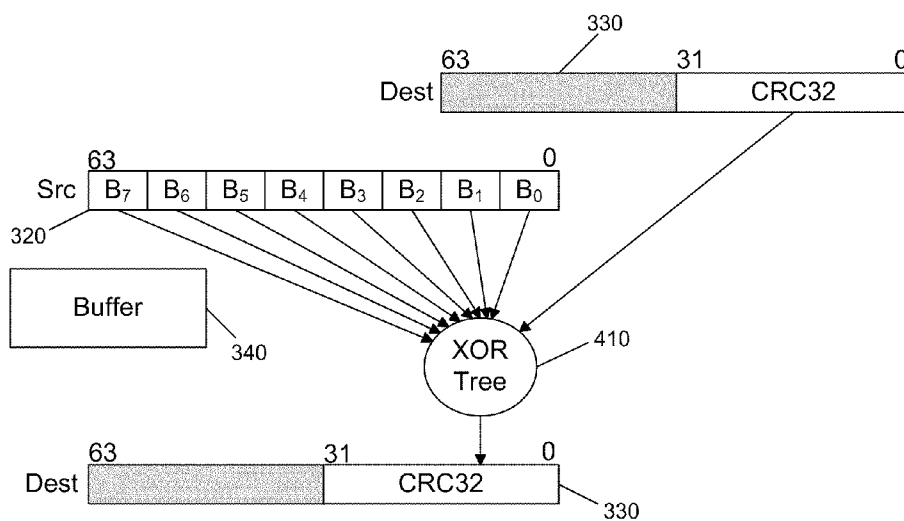 330
63 31 0
Dest CRC32
63 0
Src B₇ B₆ B₅ B₄ B₃ B₂ B₁ B₀
320
Buffer
340
XOR
Tree
410
63 31 0
Dest CRC32
330